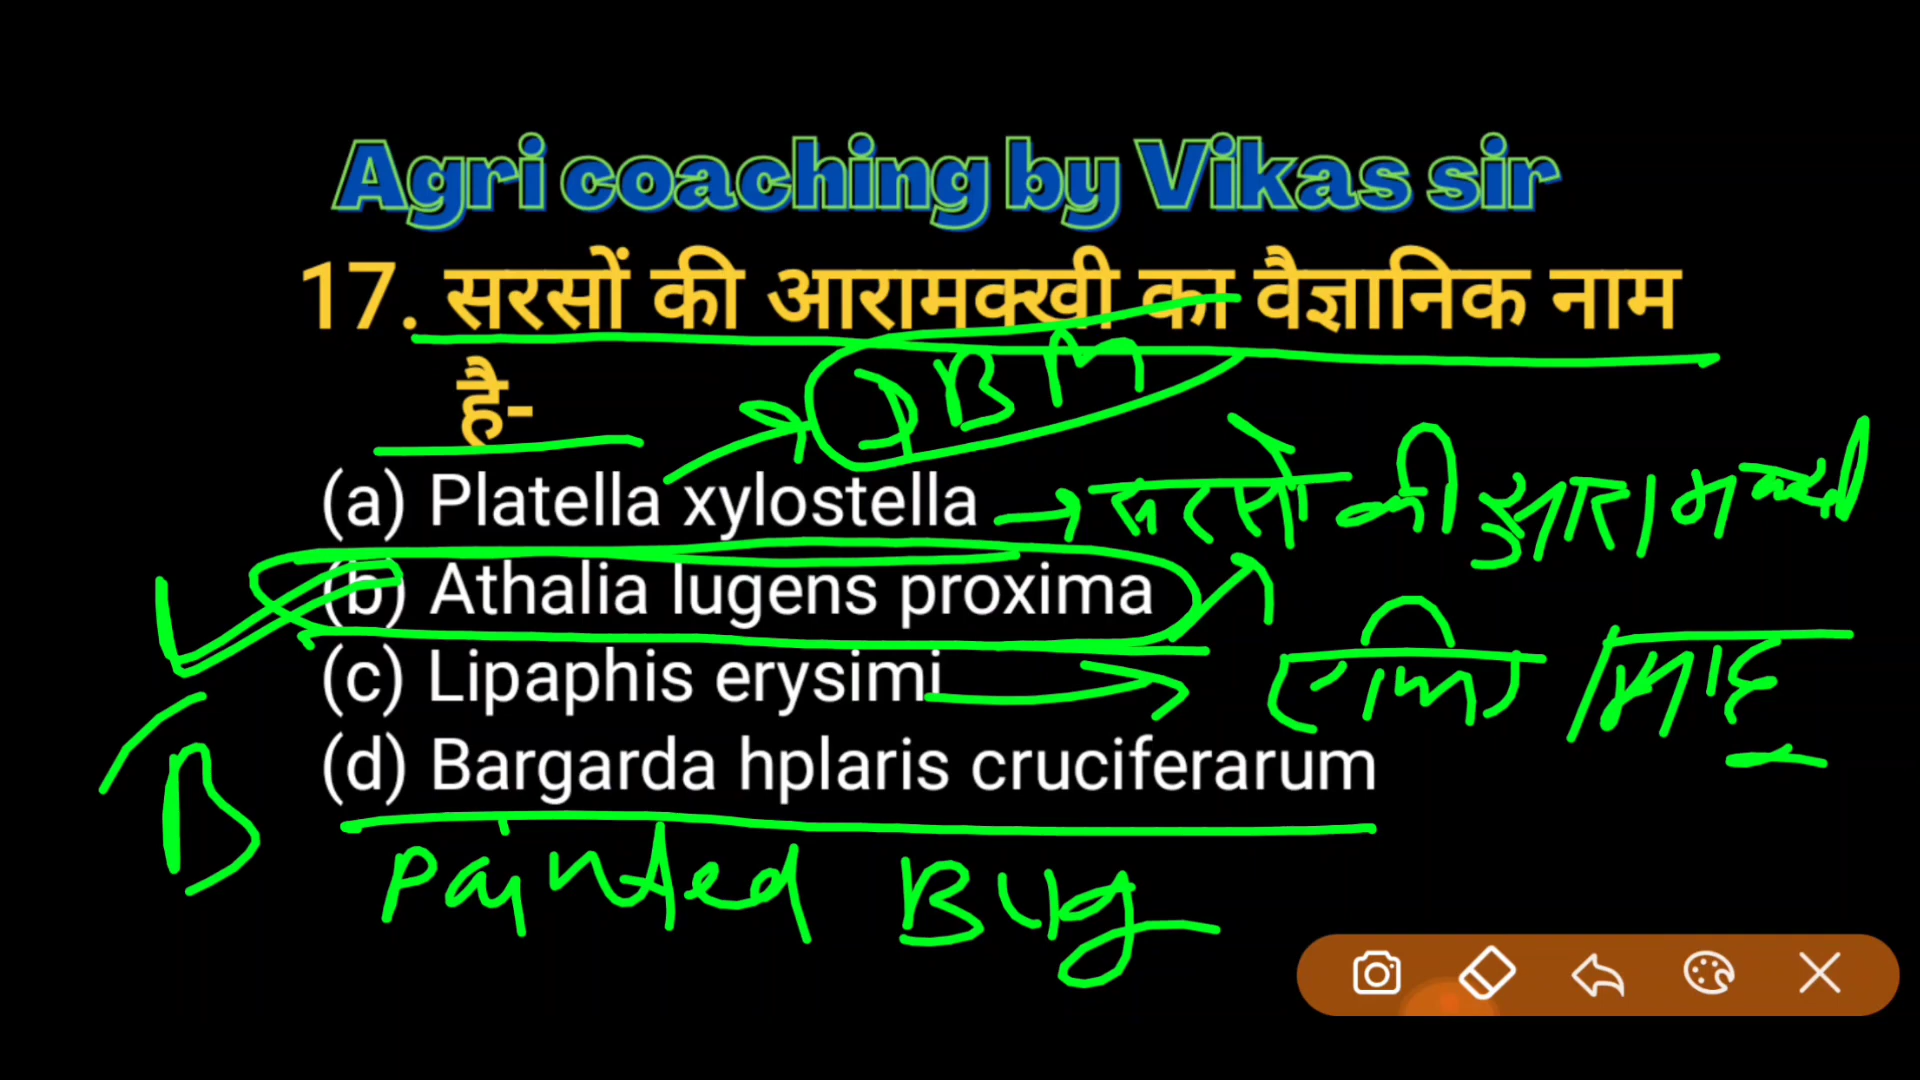 Agri coaching by Vikas sir
17. सरसों की आरामक्खी का वैज्ञानिक नाम
है-
DBM
(a) Platella xylostella
सरसों की आरामक्खी
(b) Athalia lugens proxima
(c) Lipaphis erysimi
(d) Bargarda hplaris cruciferarum
B
Painted Bug